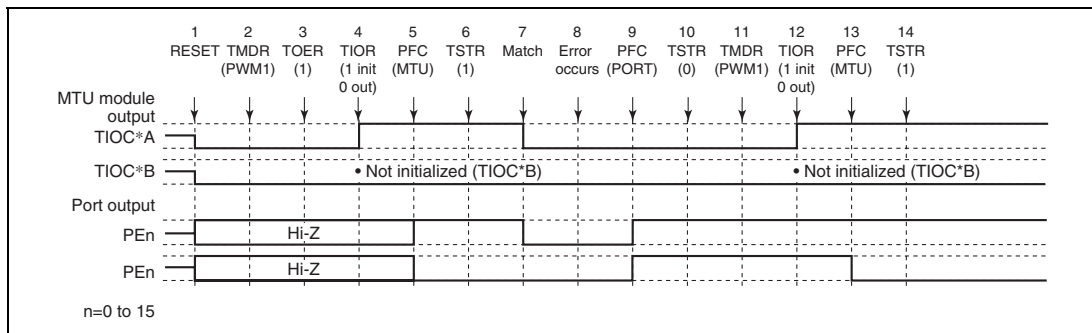 1 2 3 4 5 6 7 8 9 10 11 12 13 14
RESET TMDR TOER TIOR PFC TSTR Match Error PFC TSTR TMDR TIOR PFC TSTR
(PWM1) (1) (1 init (MTU) (1) occurs (PORT) (0) (PWM1) (1 init (MTU) (1)
0 out) 0 out)
MTU module
output
TIOC*A
TIOC*B • Not initialized (TIOC*B) • Not initialized (TIOC*B)
Port output
PEn Hi-Z
PEn Hi-Z
n=0 to 15